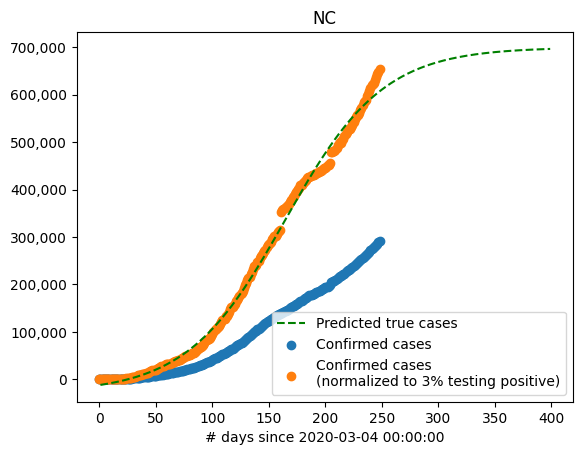 NC
700,000
600,000
500,000
400,000
300,000
200,000
100,000
0
Predicted true cases
Confirmed cases
Confirmed cases
(normalized to 3% testing positive)
0 50 100 150 200 250 300 350 400
# days since 2020-03-04 00:00:00